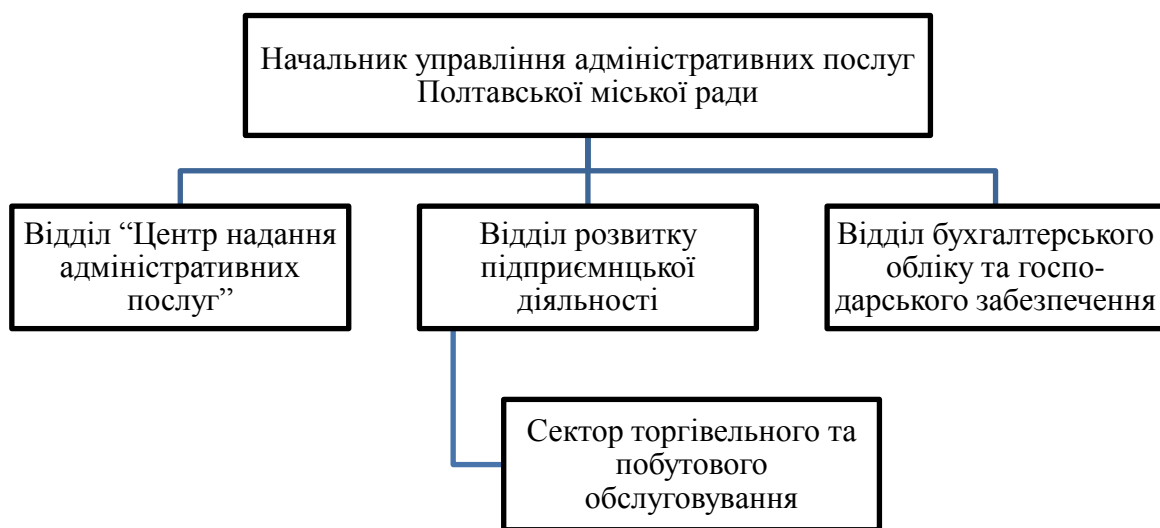 Начальник управління адміністративних послуг
Полтавської міської ради
Відділ “Центр надання
адміністративних
послуг”
Відділ розвитку
підприємнцької
діяльності
Відділ бухгалтерського
обліку та госпо-
дарського забезпечення
Сектор торгівельного та
побутового
обслуговування